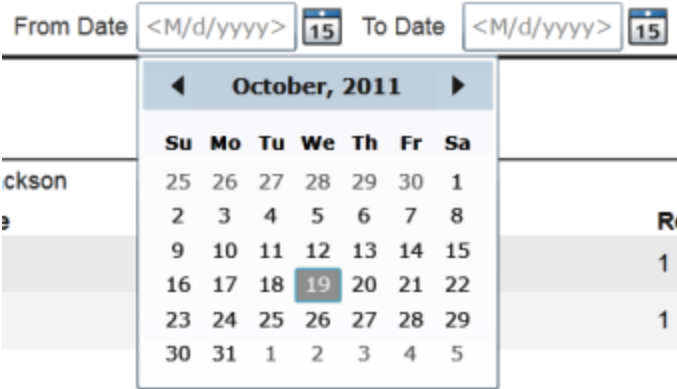 From Date <M/d/yyyy> 15 To Date <M/d/yyyy> 15
October, 2011
Su Mo Tu We Th Fr Sa
25 26 27 28 29 30 1
2 3 4 5 6 7 8
9 10 11 12 13 14 15
16 17 18 19 20 21 22
23 24 25 26 27 28 29
30 31 1 2 3 4 5
ckson
e Re
1
1